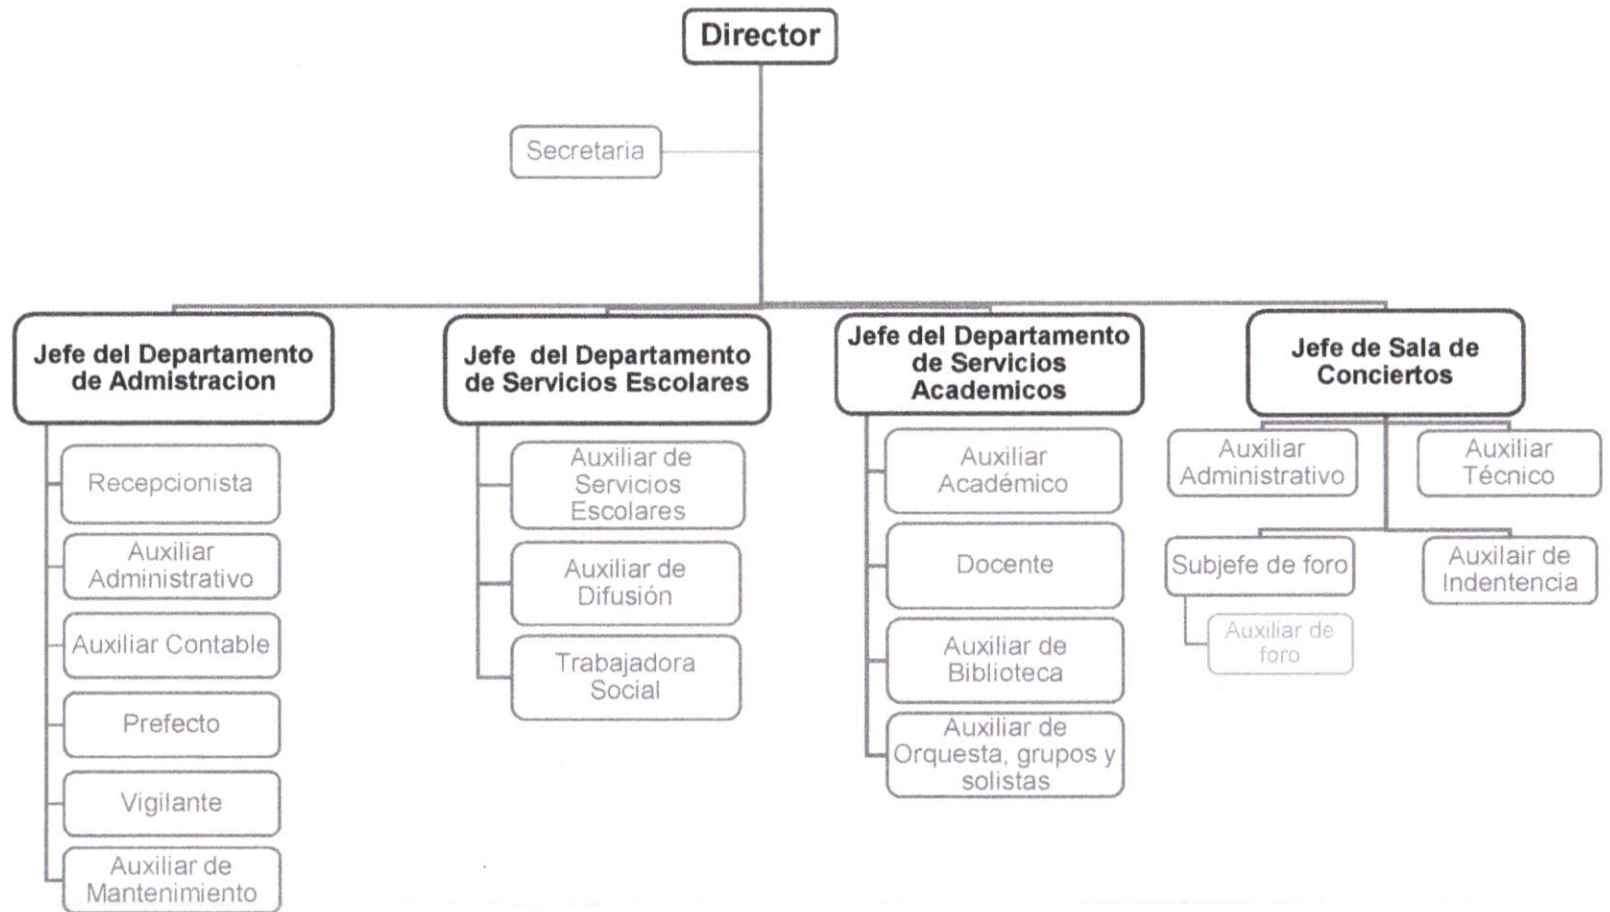 Director
Secretaria
Jefe del Departamento
de Admistracion
Recepcionista
Auxiliar
Administrativo
Auxiliar Contable
Prefecto
Vigilante
Auxiliar de
Mantenimiento
Jefe del Departamento
de Servicios Escolares
Auxiliar de
Servicios
Escolares
Auxiliar de
Difusión
Trabajadora
Social
Jefe del Departamento
de Servicios
Academicos
Auxiliar
Académico
Docente
Auxiliar de
Biblioteca
Auxiliar de
Orquesta, grupos y
solistas
Jefe de Sala de
Conciertos
Auxiliar
Administrativo
Auxiliar
Técnico
Subjefe de foro
Auxiliar de
foro
Auxilair de
Indentencia